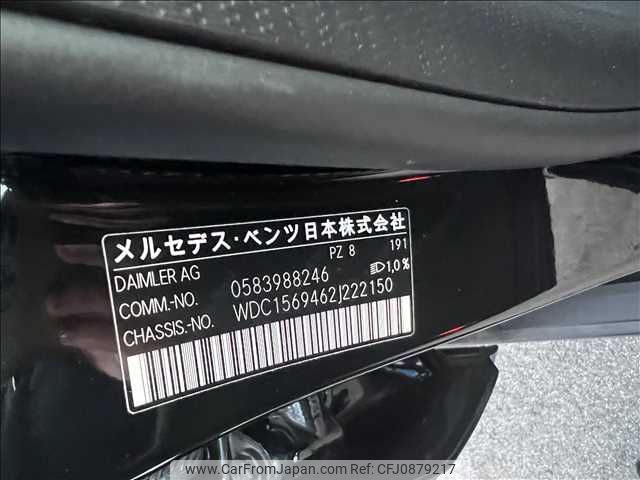 メルセデス・ベンツ日本株式会社
DAIMLER AG PZ 8 191
COMM.-NO. 0583988246 1,0%
CHASSIS.-NO. WDC1569462J222150
www.CarFromJapan.com Ref No.CFJ0879217